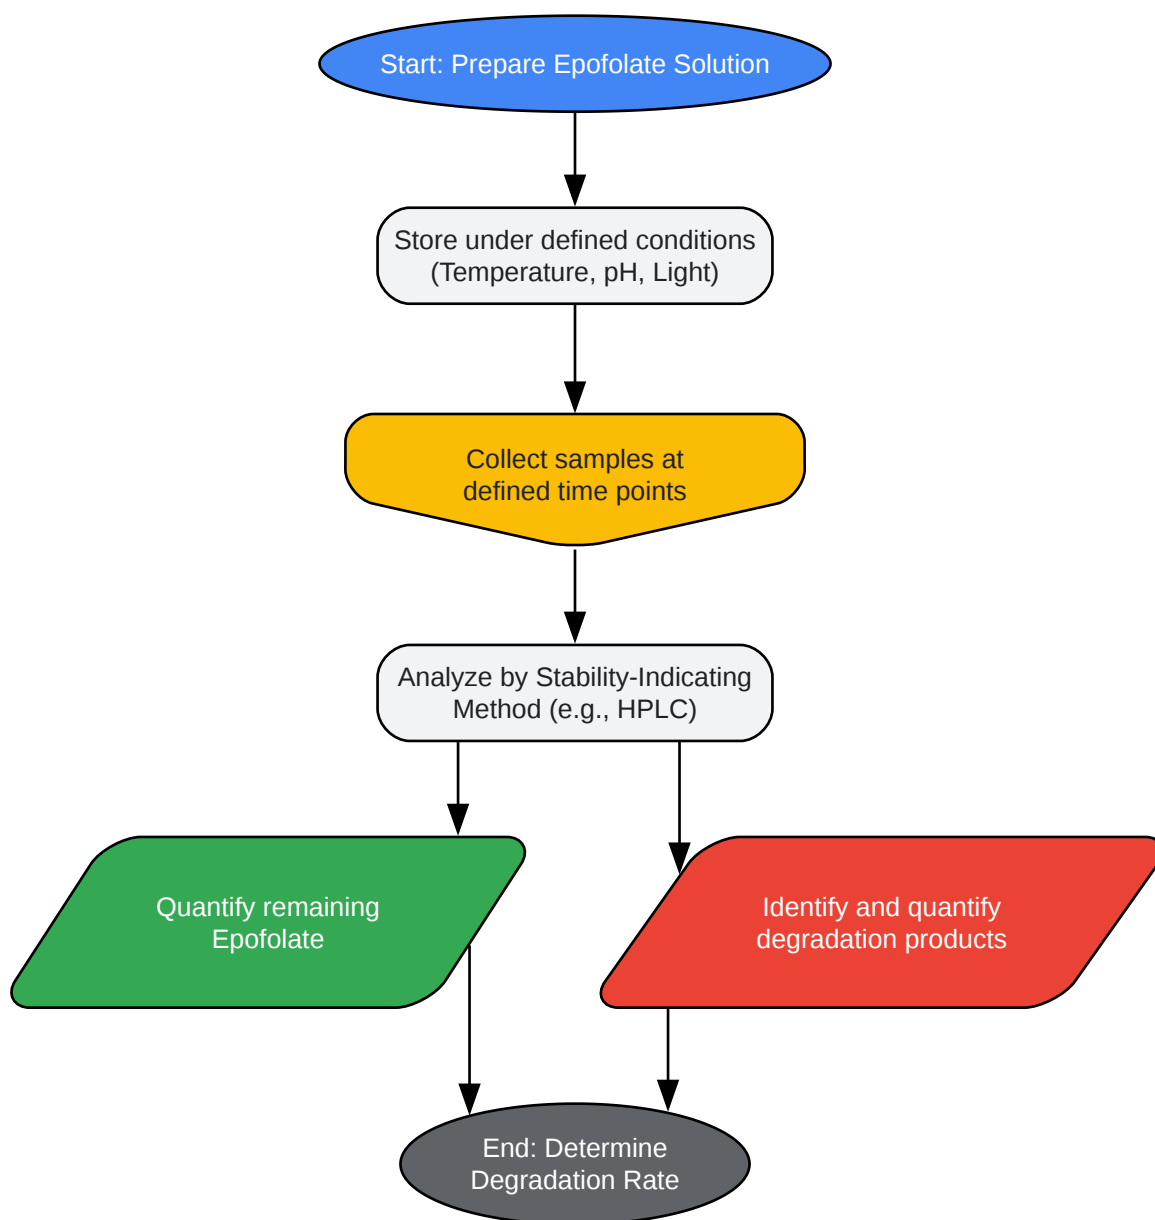 Start: Prepare Epofolate Solution
Store under defined conditions
(Temperature, pH, Light)
Collect samples at
defined time points
Analyze by Stability-Indicating
Method (e.g., HPLC)
Quantify remaining
Epofolate
Identify and quantify
degradation products
End: Determine
Degradation Rate